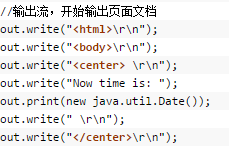 //输出流，开始输出页面文档
out.write("<html>\r\n");
out.write("<body>\r\n");
out.write("<center> \r\n");
out.write("Now time is: ");
out.print(new java.util.Date());
out.write(" \r\n");
out.write("</center>\r\n");